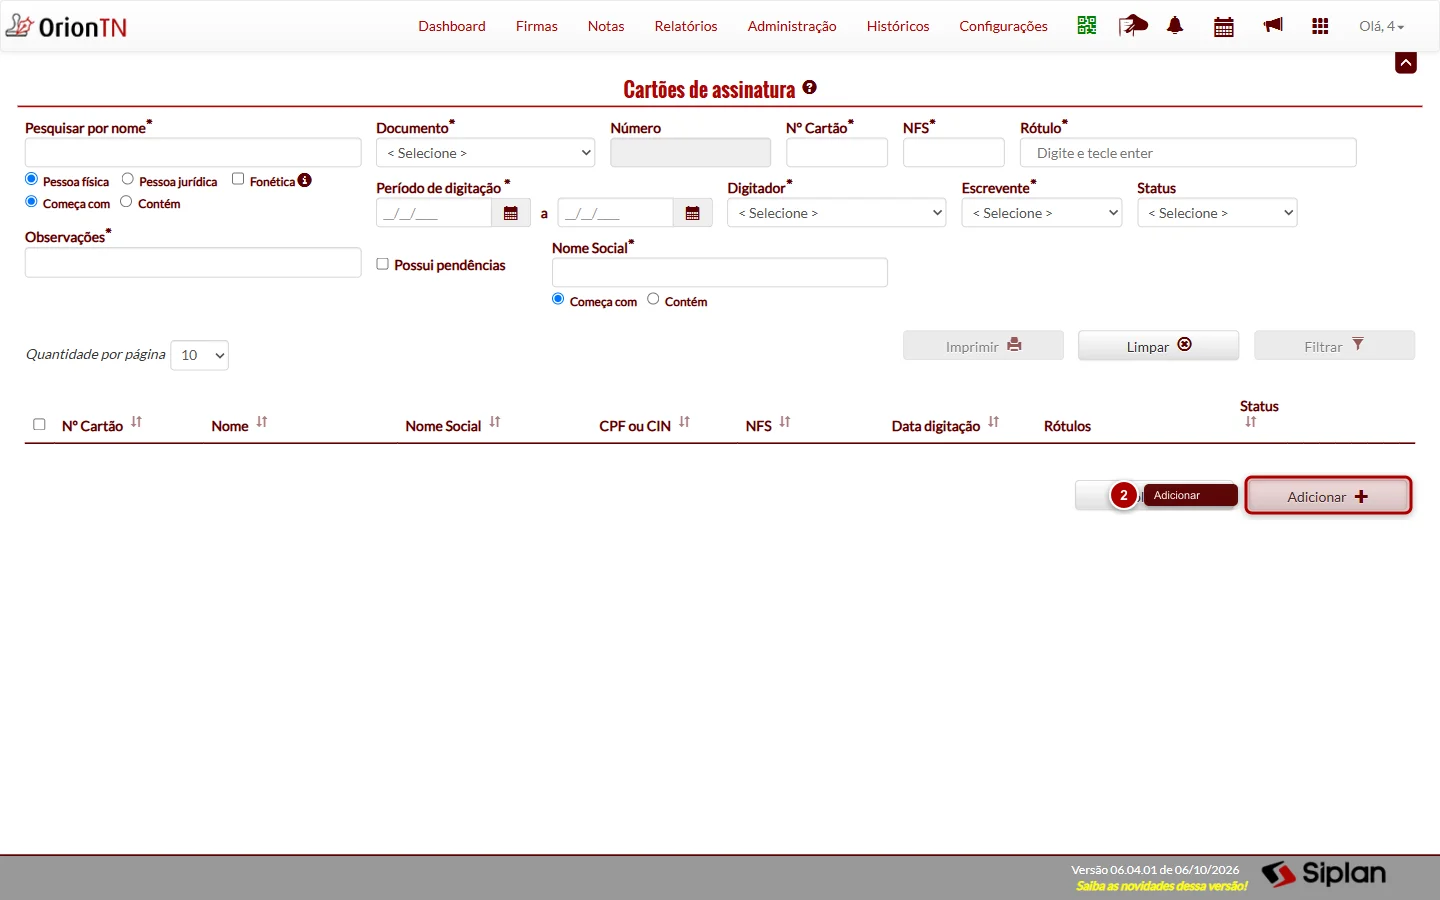 OrionTN
Dashboard Firmas Notas Relatórios Administração Históricos Configurações Olá, 4
Cartões de assinatura ?
Pesquisar por nome* Documento* Número Nº Cartão* NFS* Rótulo*
< Selecione > Digite e tecle enter
Pessoa física Pessoa jurídica Fonética i
Começa com Contém
Período de digitação * Digitador* Escrevente* Status
__/__/____ a __/__/____ < Selecione > < Selecione > < Selecione >
Observações* Possui pendências Nome Social*
Começa com Contém
Quantidade por página 10 Imprimir Limpar Filtrar
Nº Cartão Nome Nome Social CPF ou CIN NFS Data digitação Rótulos Status
2 Adicionar Adicionar
Versão 06.04.01 de 06/10/2026
Saiba as novidades dessa versão!
Siplan